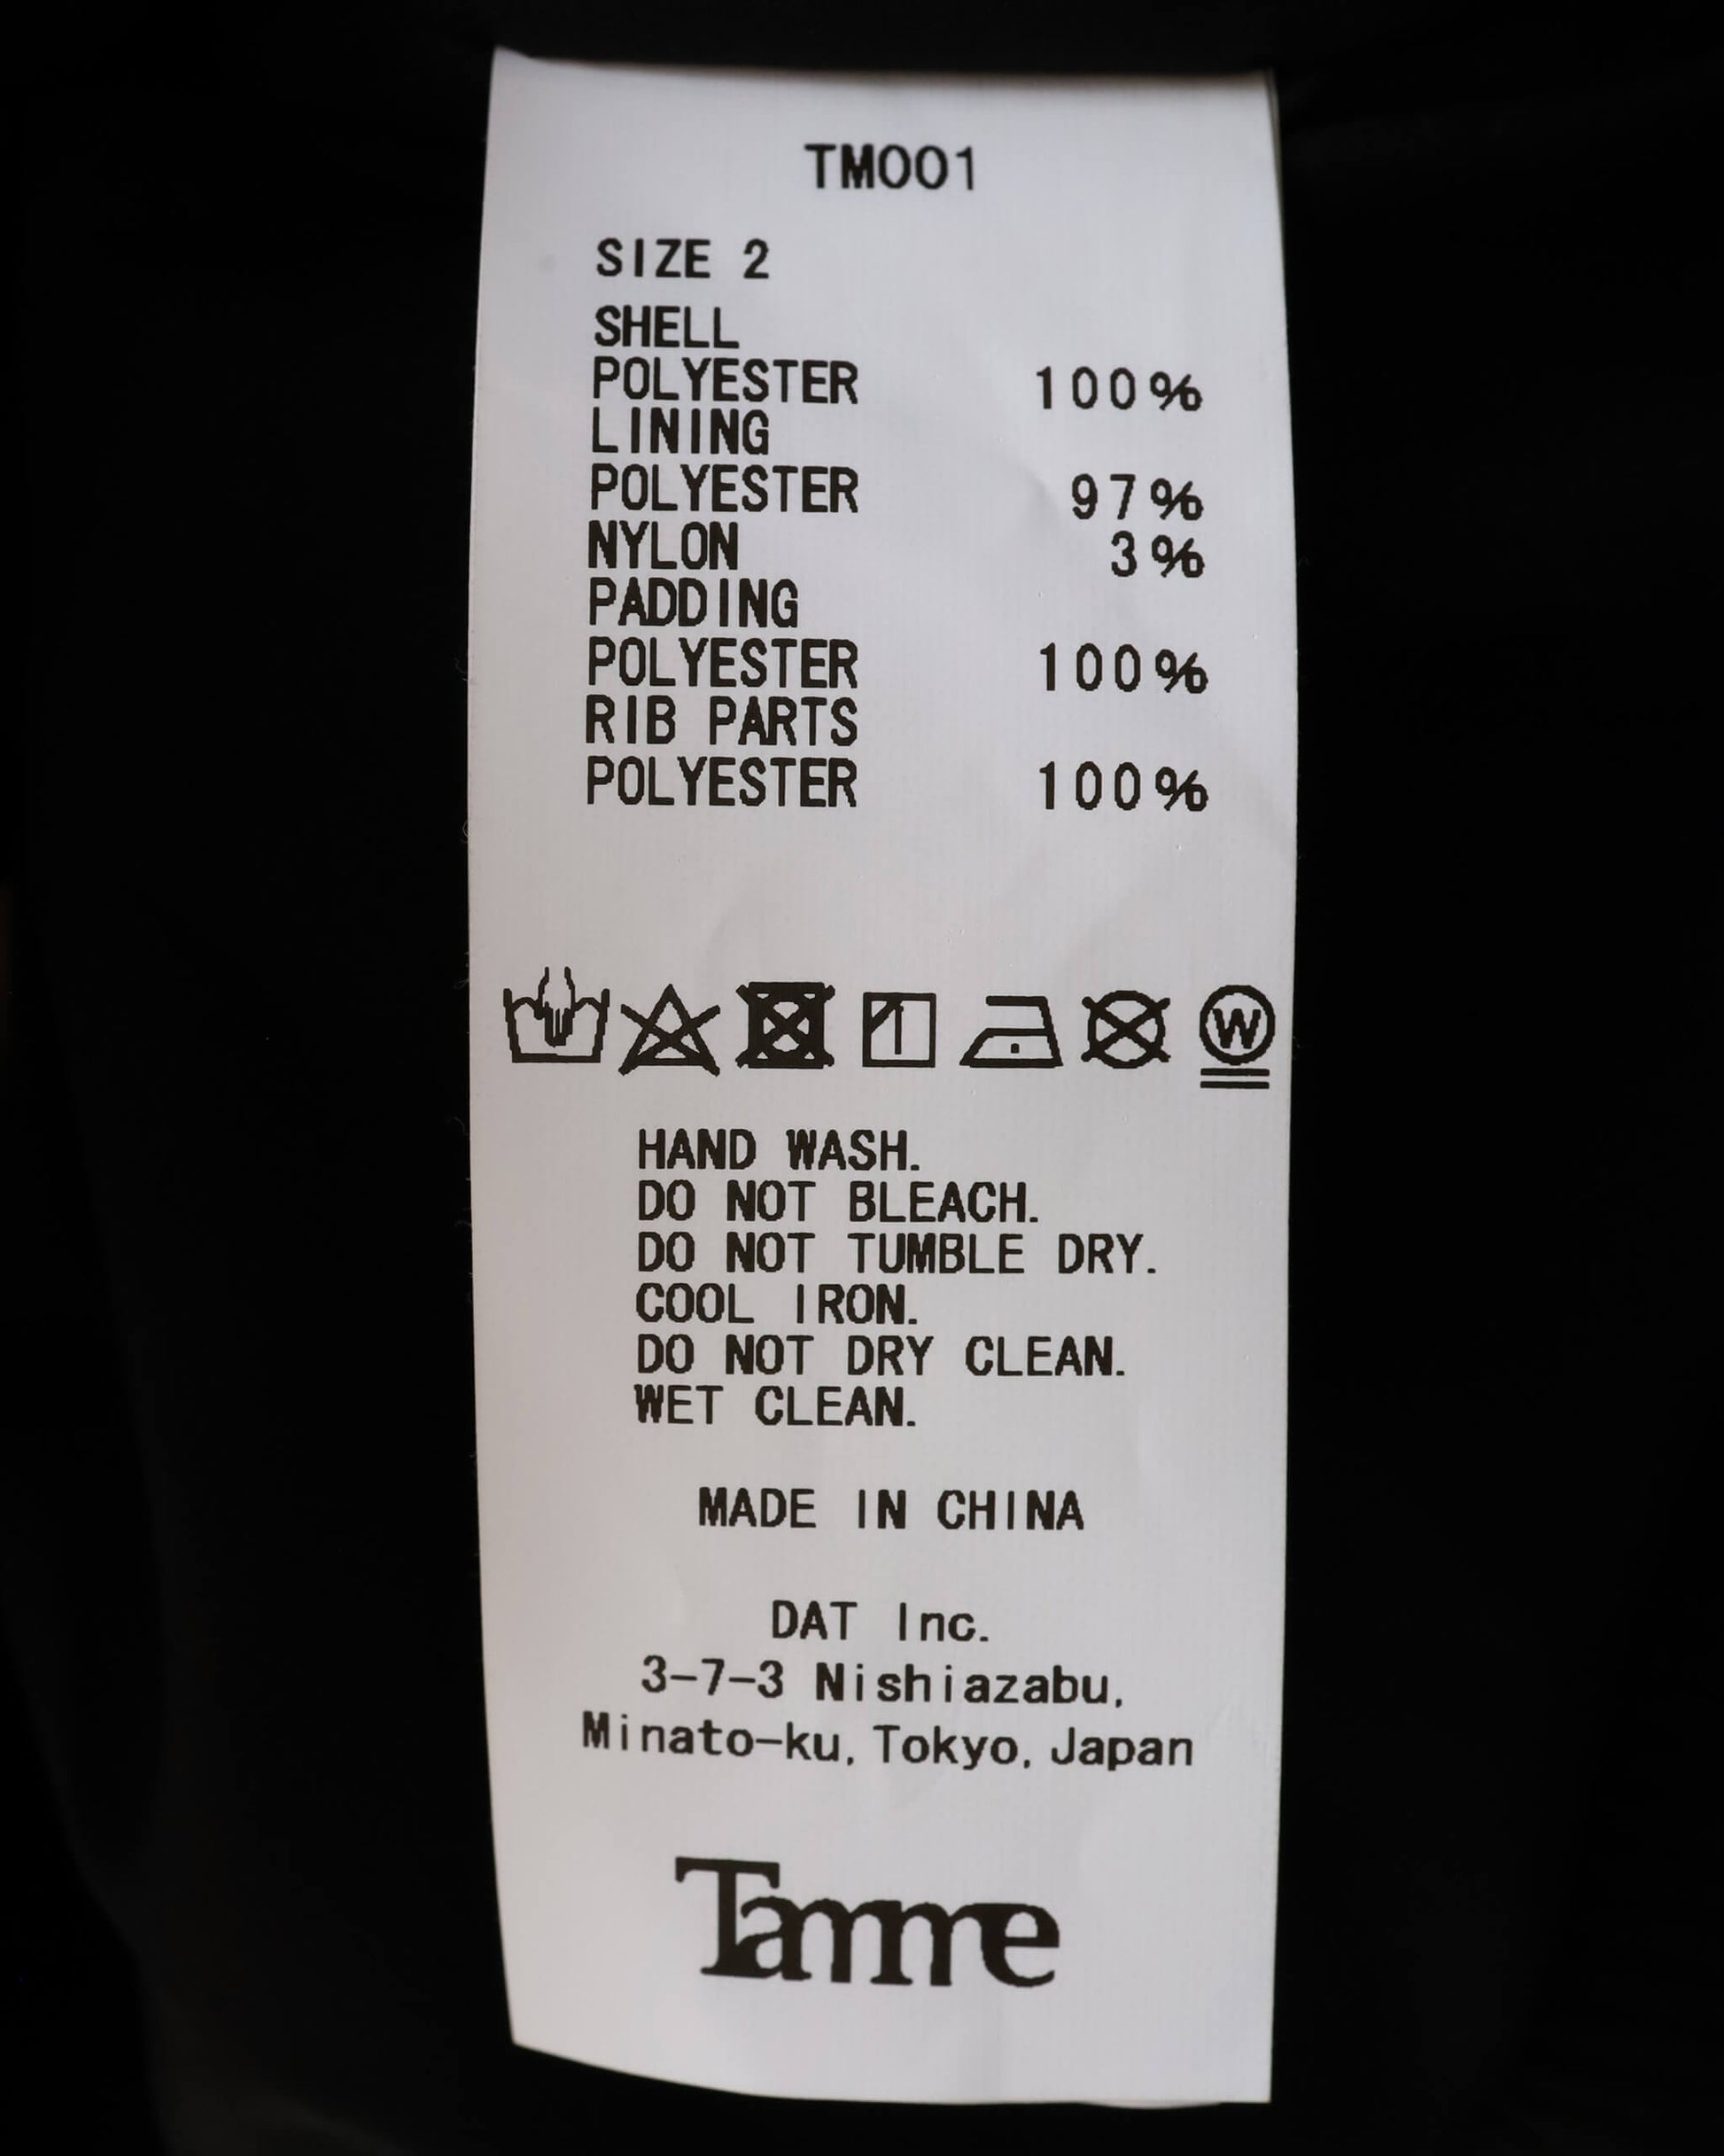 TM001
SIZE 2
SHELL
POLYESTER 100%
LINING
POLYESTER 97%
NYLON 3%
PADDING
POLYESTER 100%
RIB PARTS
POLYESTER 100%
W
HAND WASH.
DO NOT BLEACH.
DO NOT TUMBLE DRY.
COOL IRON.
DO NOT DRY CLEAN.
WET CLEAN.
MADE IN CHINA
DAT Inc.
3-7-3 Nishiazabu,
Minato-ku, Tokyo, Japan
Tamme